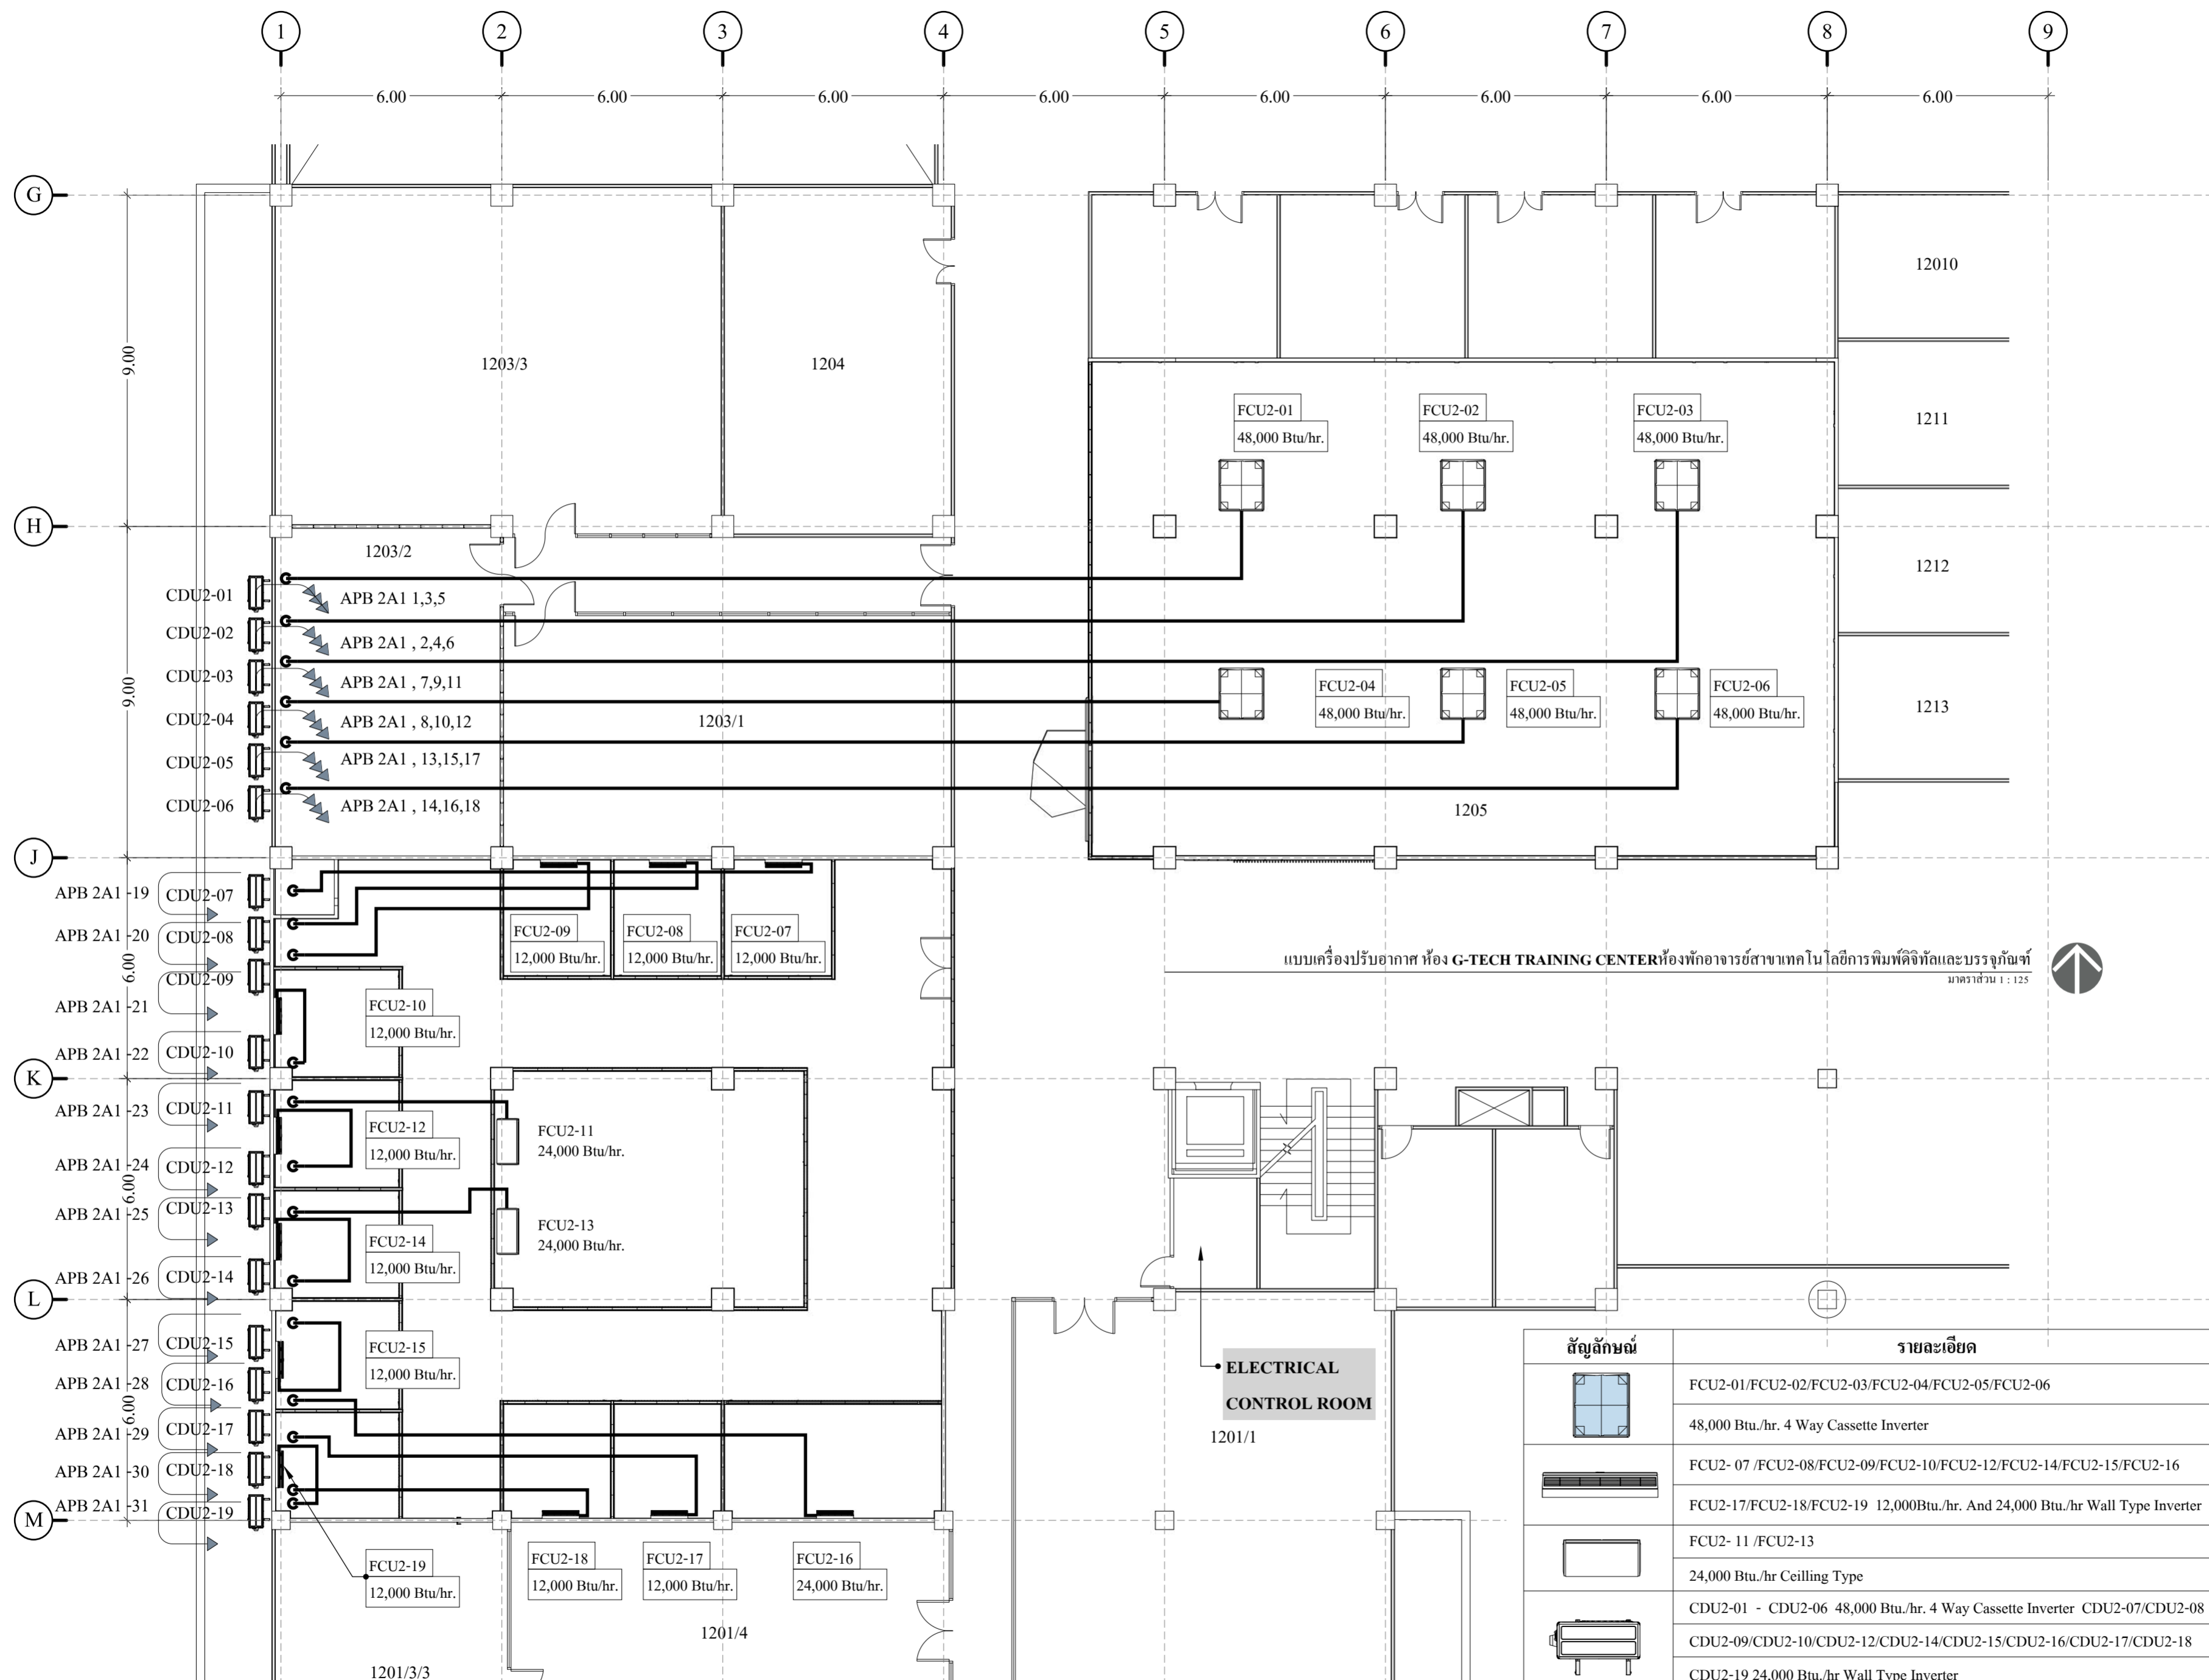 1 2 3 4 5 6 7 8 9
6.00 6.00 6.00 6.00 6.00 6.00 6.00 6.00
G
12010
9.00
1203/3
1204
FCU2-01
48,000 Btu/hr.
FCU2-02
48,000 Btu/hr.
FCU2-03
48,000 Btu/hr.
1211
H
1203/2
1212
CDU2-01
APB 2A1 1,3,5
CDU2-02
APB 2A1 , 2,4,6
CDU2-03
APB 2A1 , 7,9,11
9.00
CDU2-04
APB 2A1 , 8,10,12
1203/1
FCU2-04
48,000 Btu/hr.
FCU2-05
48,000 Btu/hr.
FCU2-06
48,000 Btu/hr.
1213
CDU2-05
APB 2A1 , 13,15,17
CDU2-06
APB 2A1 , 14,16,18
1205
J
APB 2A1 -19
CDU2-07
APB 2A1 -20
CDU2-08
6.00
FCU2-09
12,000 Btu/hr.
FCU2-08
12,000 Btu/hr.
FCU2-07
12,000 Btu/hr.
แบบเครื่องปรับอากาศ ห้อง G-TECH TRAINING CENTERห้องพักอาจารย์สาขาเทคโนโลยีการพิมพ์ดิจิทัลและบรรจุภัณฑ์
มาตราส่วน 1 : 125
CDU2-09
APB 2A1 -21
FCU2-10
12,000 Btu/hr.
APB 2A1 -22
CDU2-10
K
APB 2A1 -23
CDU2-11
FCU2-12
12,000 Btu/hr.
FCU2-11
24,000 Btu/hr.
APB 2A1 -24
CDU2-12
6.00
APB 2A1 -25
CDU2-13
FCU2-14
12,000 Btu/hr.
FCU2-13
24,000 Btu/hr.
APB 2A1 -26
CDU2-14
L
APB 2A1 -27
CDU2-15
FCU2-15
12,000 Btu/hr.
APB 2A1 -28
CDU2-16
6.00
APB 2A1 -29
CDU2-17
APB 2A1 -30
CDU2-18
APB 2A1 -31
CDU2-19
M
ELECTRICAL
CONTROL ROOM
1201/1
FCU2-19
12,000 Btu/hr.
FCU2-18
12,000 Btu/hr.
FCU2-17
12,000 Btu/hr.
FCU2-16
24,000 Btu/hr.
1201/4
1201/3/3
สัญลักษณ์ รายละเอียด
FCU2-01/FCU2-02/FCU2-03/FCU2-04/FCU2-05/FCU2-06
48,000 Btu./hr. 4 Way Cassette Inverter
FCU2- 07 /FCU2-08/FCU2-09/FCU2-10/FCU2-12/FCU2-14/FCU2-15/FCU2-16
FCU2-17/FCU2-18/FCU2-19 12,000Btu./hr. And 24,000 Btu./hr Wall Type Inverter
FCU2- 11 /FCU2-13
24,000 Btu./hr Ceilling Type
CDU2-01 - CDU2-06 48,000 Btu./hr. 4 Way Cassette Inverter CDU2-07/CDU2-08
CDU2-09/CDU2-10/CDU2-12/CDU2-14/CDU2-15/CDU2-16/CDU2-17/CDU2-18
CDU2-19 24,000 Btu./hr Wall Type Inverter